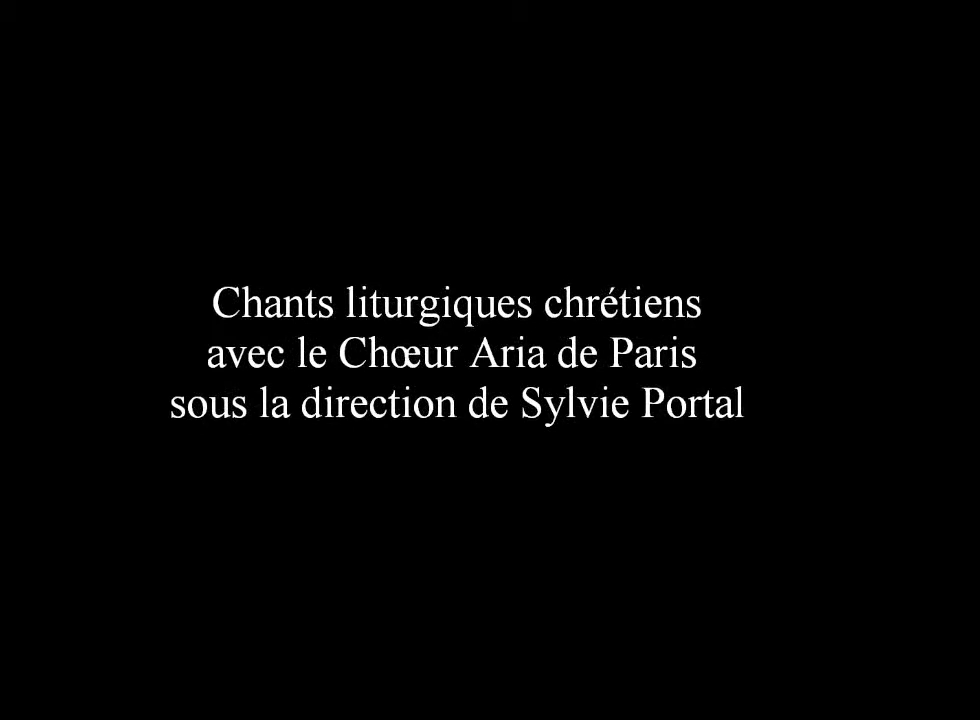 Chants liturgiques chrétiens
avec le Chœur Aria de Paris
sous la direction de Sylvie Portal